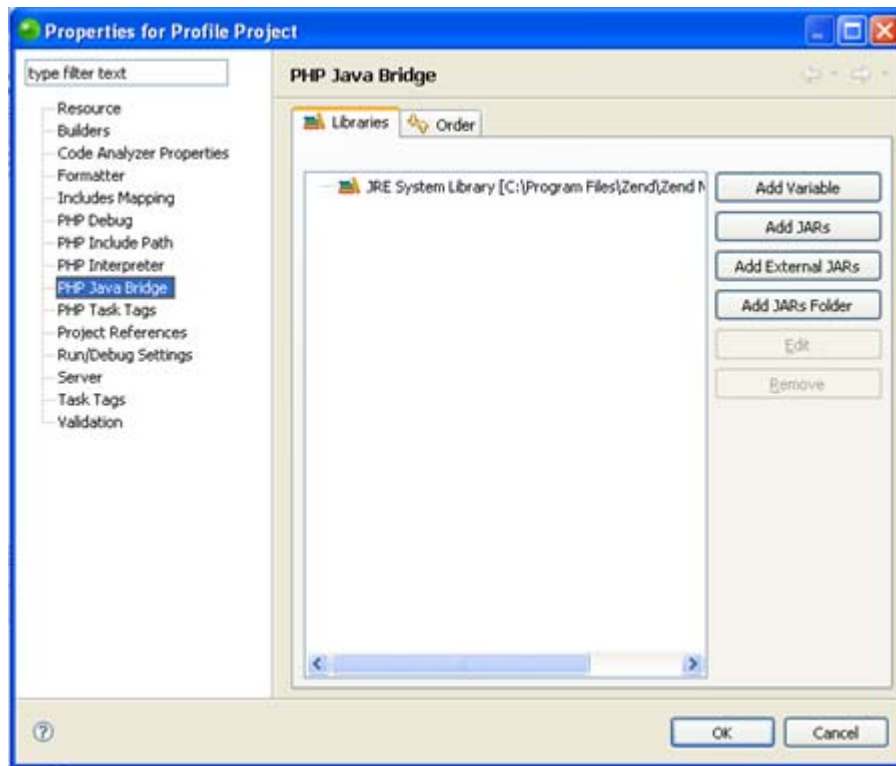 Properties for Profile Project
type filter text
Resource
Builders
Code Analyzer Properties
Formatter
Includes Mapping
PHP Debug
PHP Include Path
PHP Interpreter
PHP Java Bridge
PHP Task Tags
Project References
Run/Debug Settings
Server
Task Tags
Validation
PHP Java Bridge
Libraries
Order
JRE System Library [C:\Program Files\Zend\Zend N
Add Variable
Add JARs
Add External JARs
Add JARs Folder
Edit
Remove
?
OK
Cancel